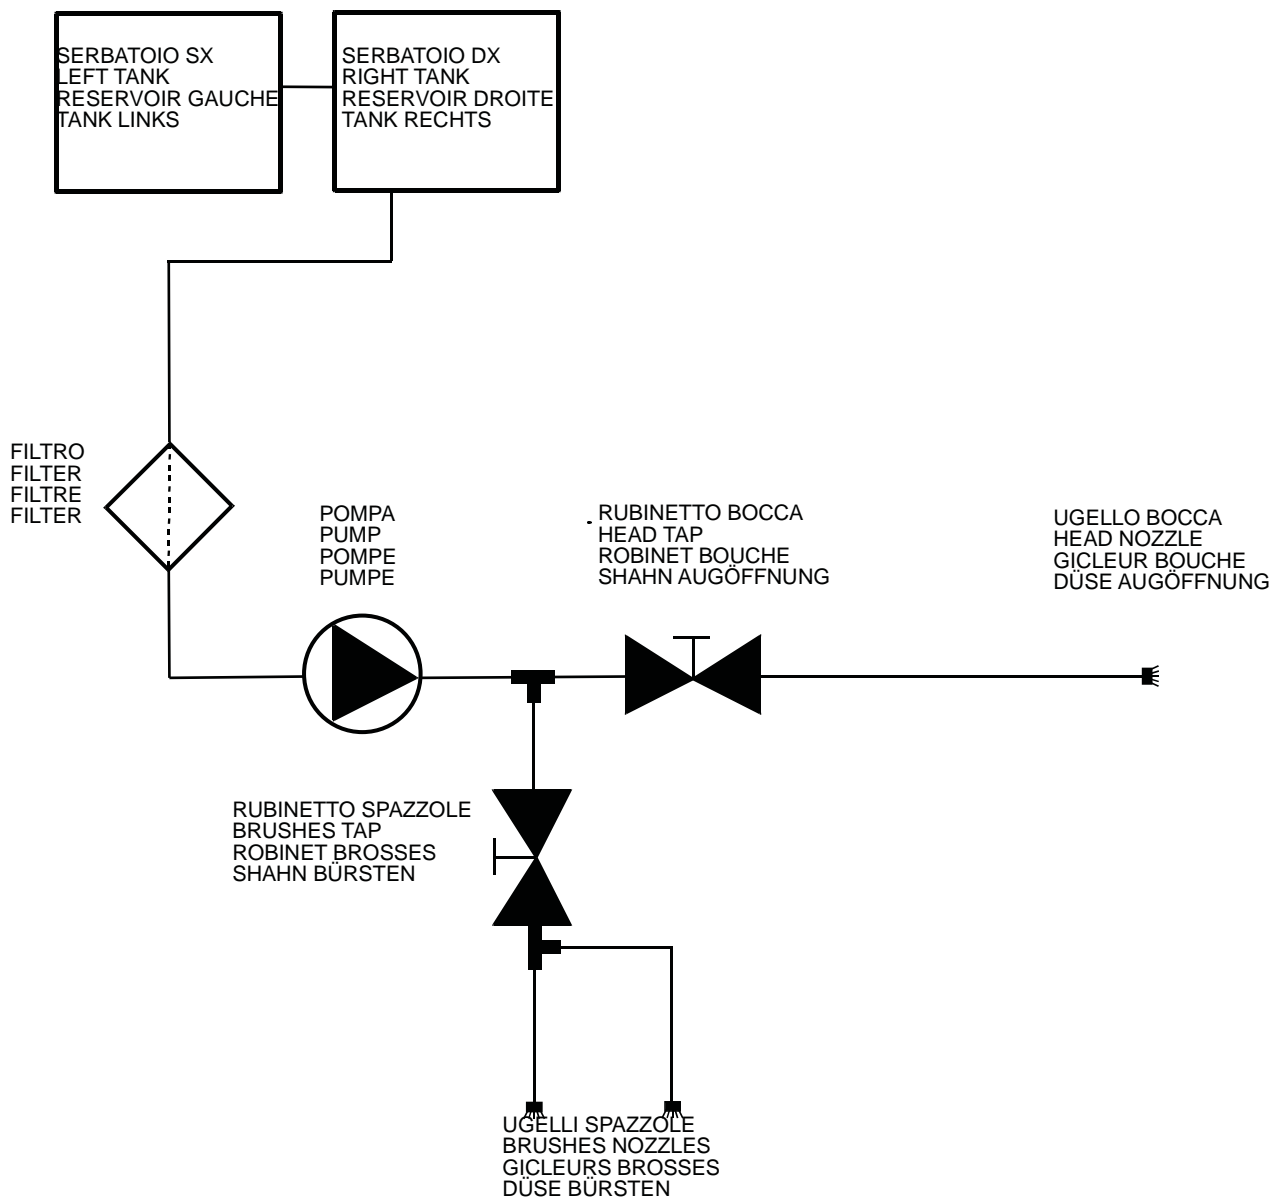 SERBATOIO SX
LEFT TANK
RESERVOIR GAUCHE
TANK LINKS
SERBATOIO DX
RIGHT TANK
RESERVOIR DROITE
TANK RECHTS
FILTRO
FILTER
FILTRE
FILTER
POMPA
PUMP
POMPE
PUMPE
RUBINETTO BOCCA
HEAD TAP
ROBINET BOUCHE
SHAHN AUGÖFFNUNG
UGELLO BOCCA
HEAD NOZZLE
GICLEUR BOUCHE
DÜSE AUGÖFFNUNG
RUBINETTO SPAZZOLE
BRUSHES TAP
ROBINET BROSSES
SHAHN BÜRSTEN
UGELLI SPAZZOLE
BRUSHES NOZZLES
GICLEURS BROSSES
DÜSE BÜRSTEN